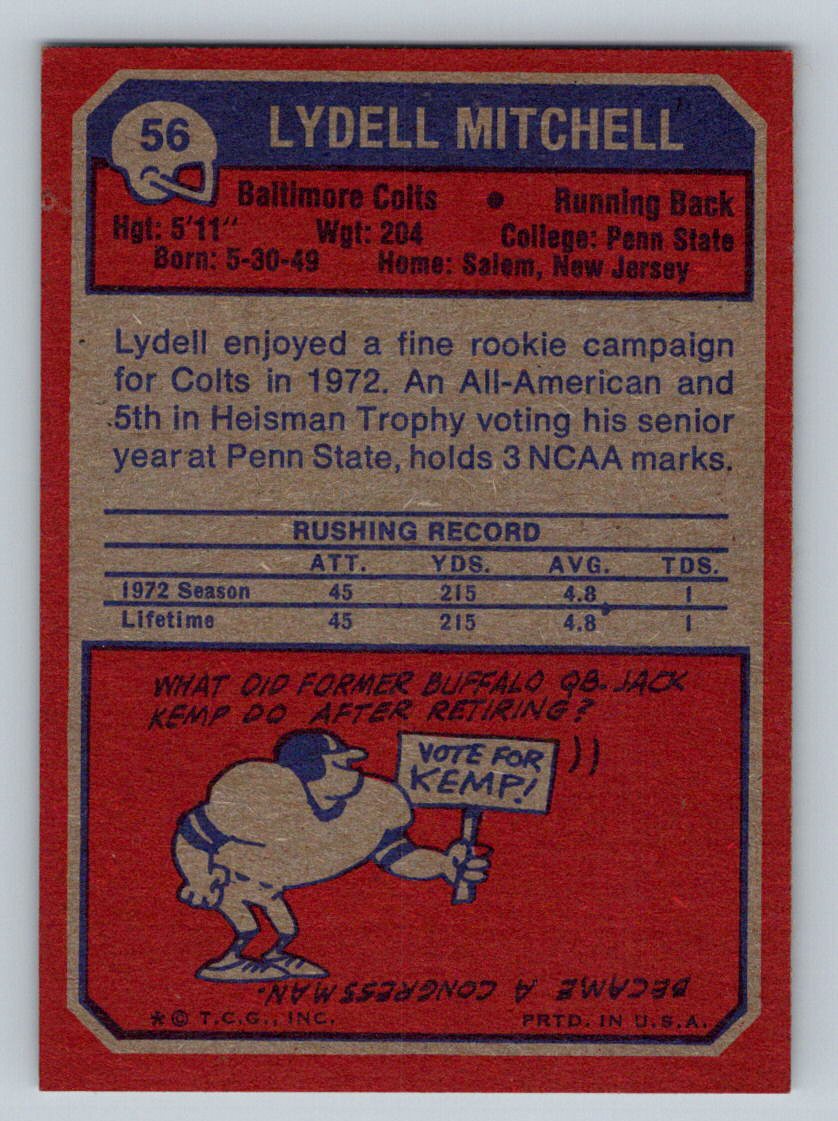 56
LYDELL MITCHELL
Baltimore Colts • Running Back
Hgt: 5'11" Wgt: 204 College: Penn State
Born: 5-30-49 Home: Salem, New Jersey
Lydell enjoyed a fine rookie campaign
for Colts in 1972. An All-American and
5th in Heisman Trophy voting his senior
year at Penn State, holds 3 NCAA marks.
RUSHING RECORD
ATT. YDS. AVG. TDS.
1972 Season 45 215 4.8 1
Lifetime 45 215 4.8 1
WHAT DID FORMER BUFFALO QB. JACK
KEMP DO AFTER RETIRING?
VOTE FOR
KEMP!
BECAME A CONGRESSMAN.
*© T.C.G., INC. PRTD. IN U.S.A.